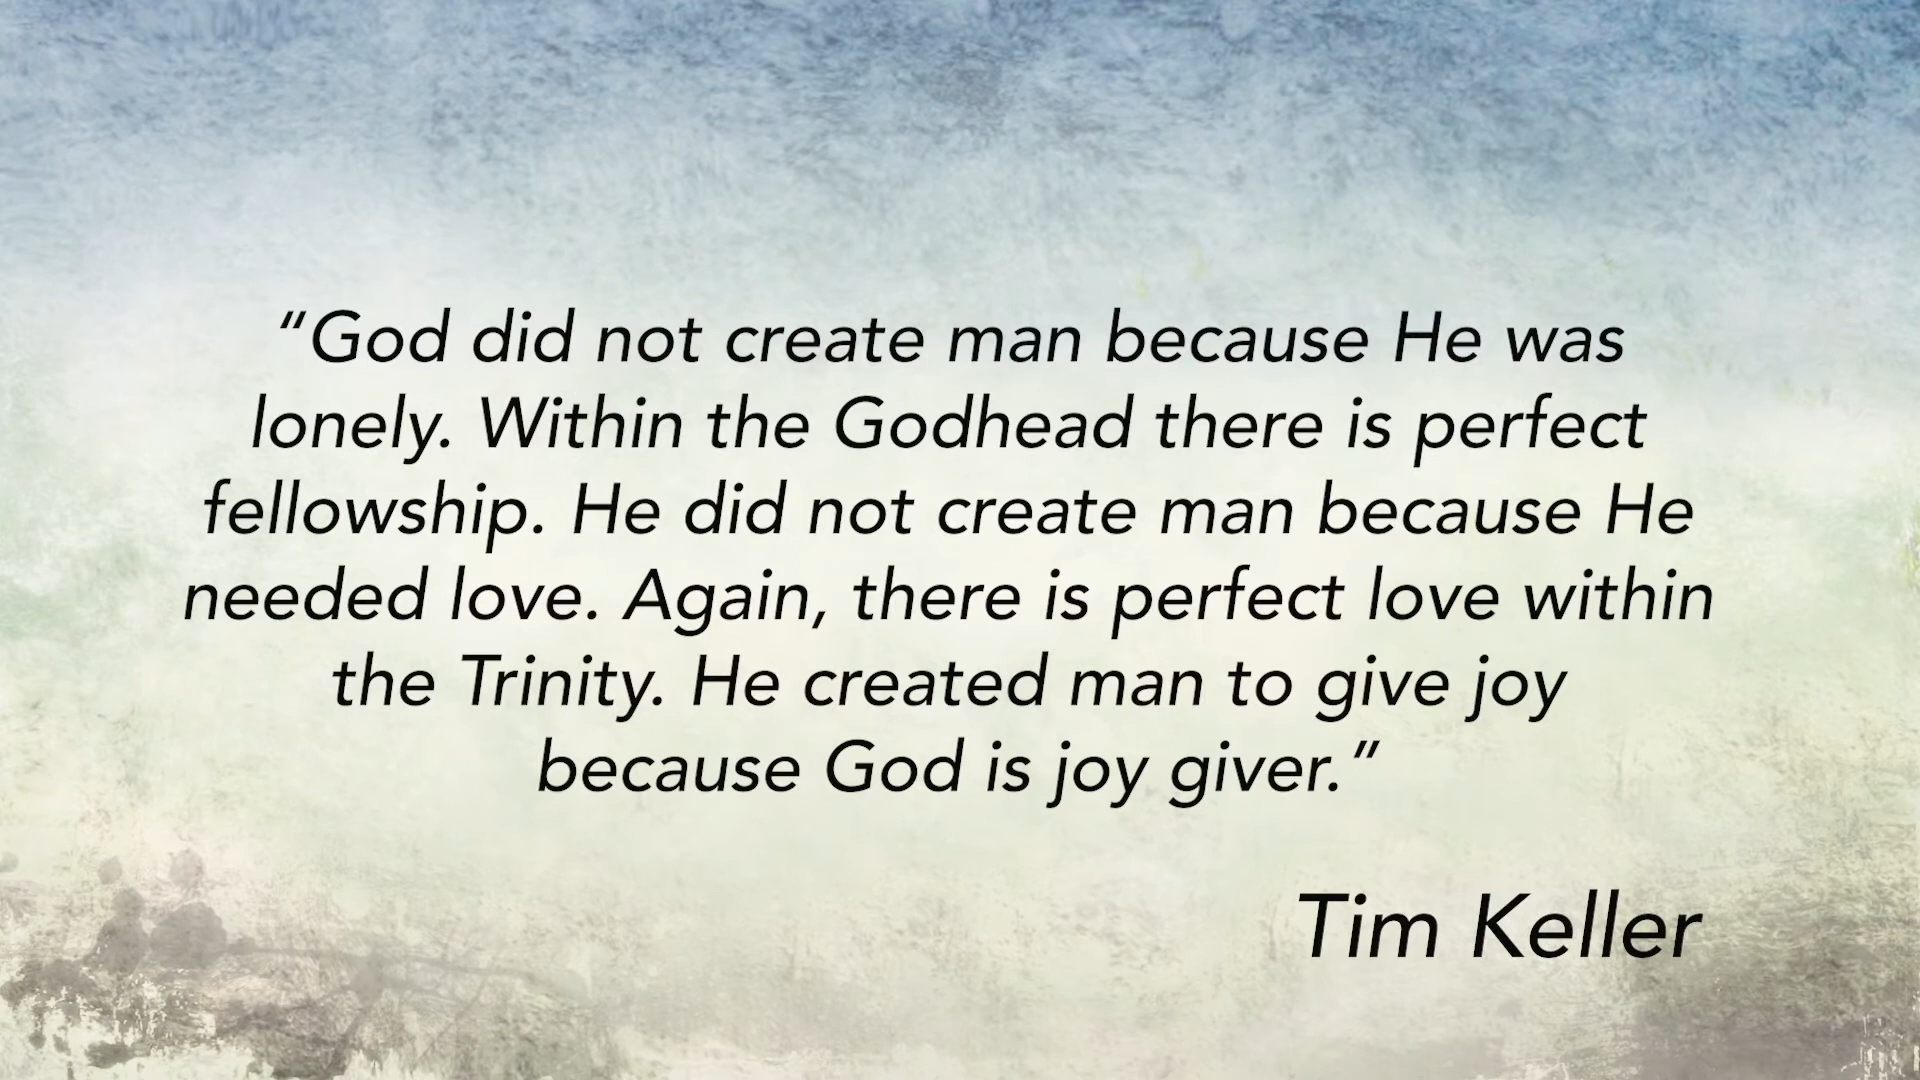 “God did not create man because He was
lonely. Within the Godhead there is perfect
fellowship. He did not create man because He
needed love. Again, there is perfect love within
the Trinity. He created man to give joy
because God is joy giver.”
Tim Keller